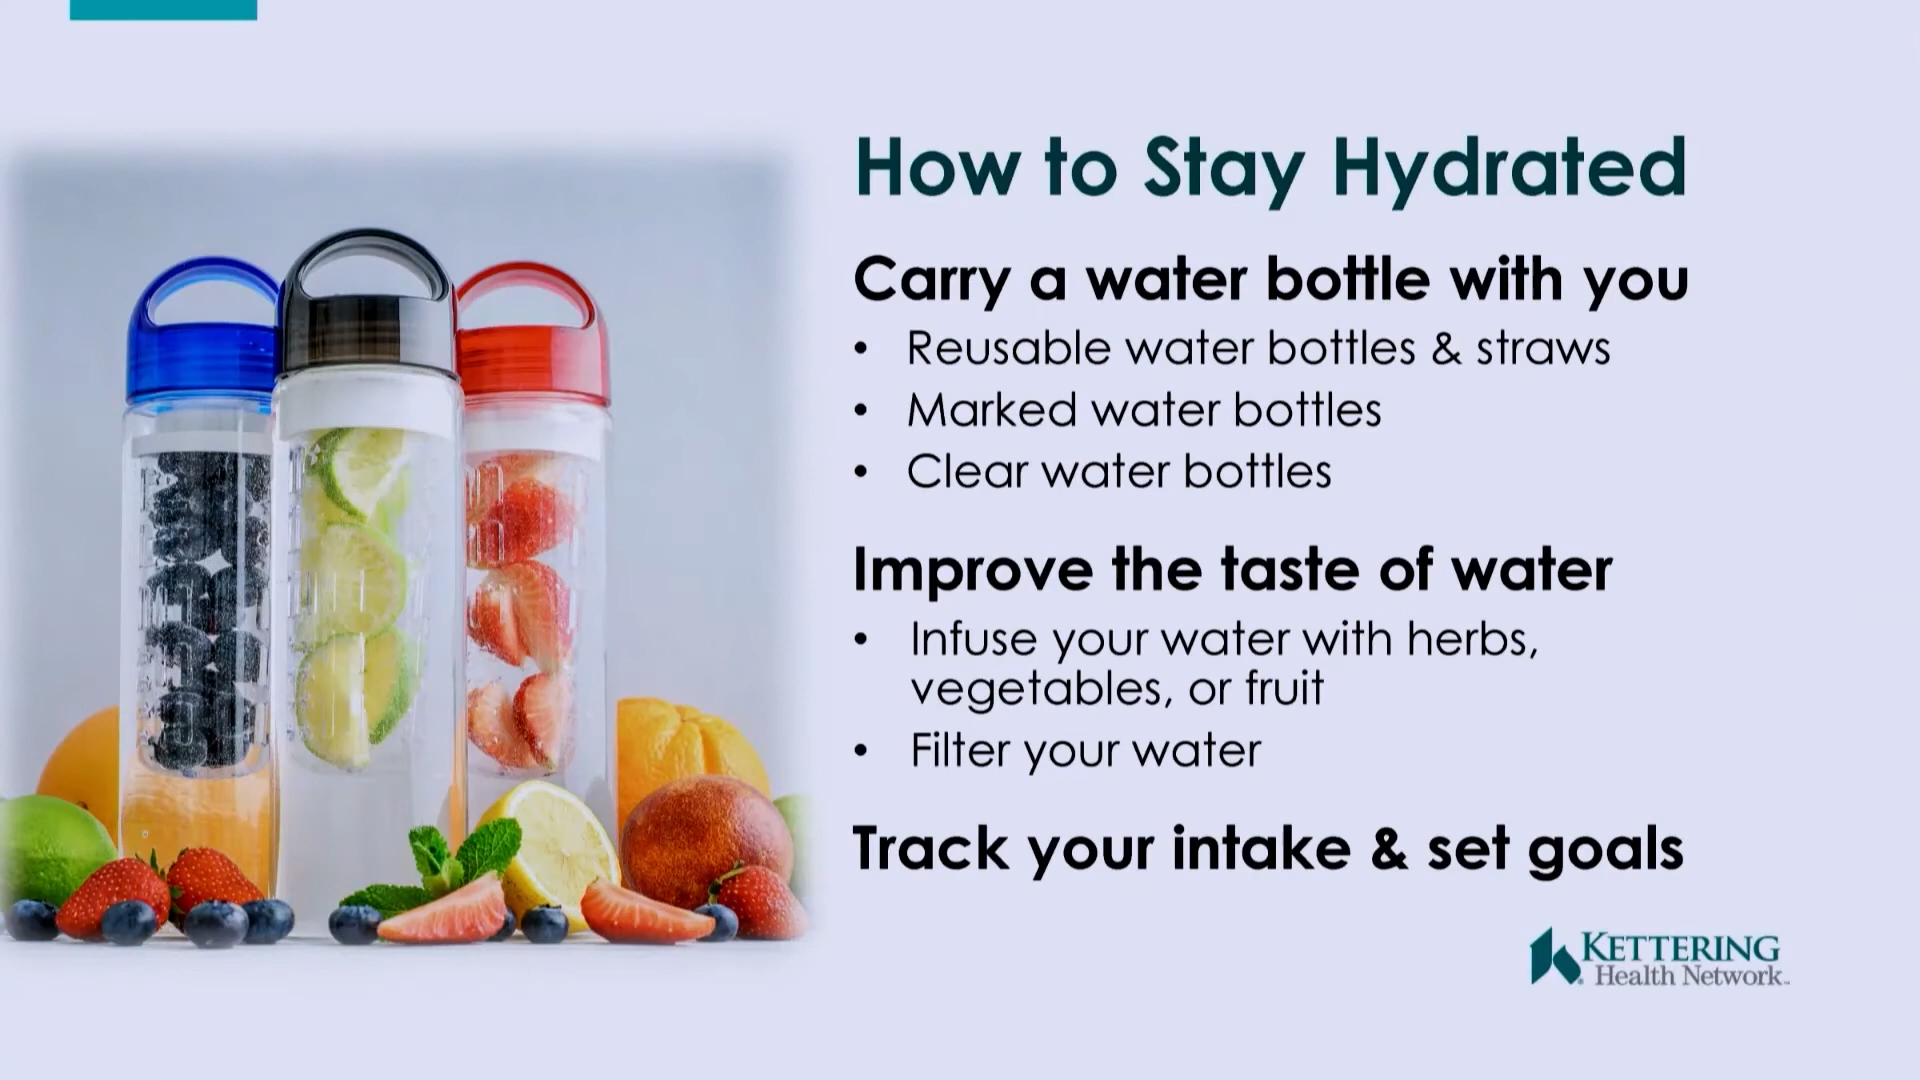 How to Stay Hydrated
Carry a water bottle with you
• Reusable water bottles & straws
• Marked water bottles
• Clear water bottles
Improve the taste of water
• Infuse your water with herbs,
vegetables, or fruit
• Filter your water
Track your intake & set goals
KETTERING
Health Network